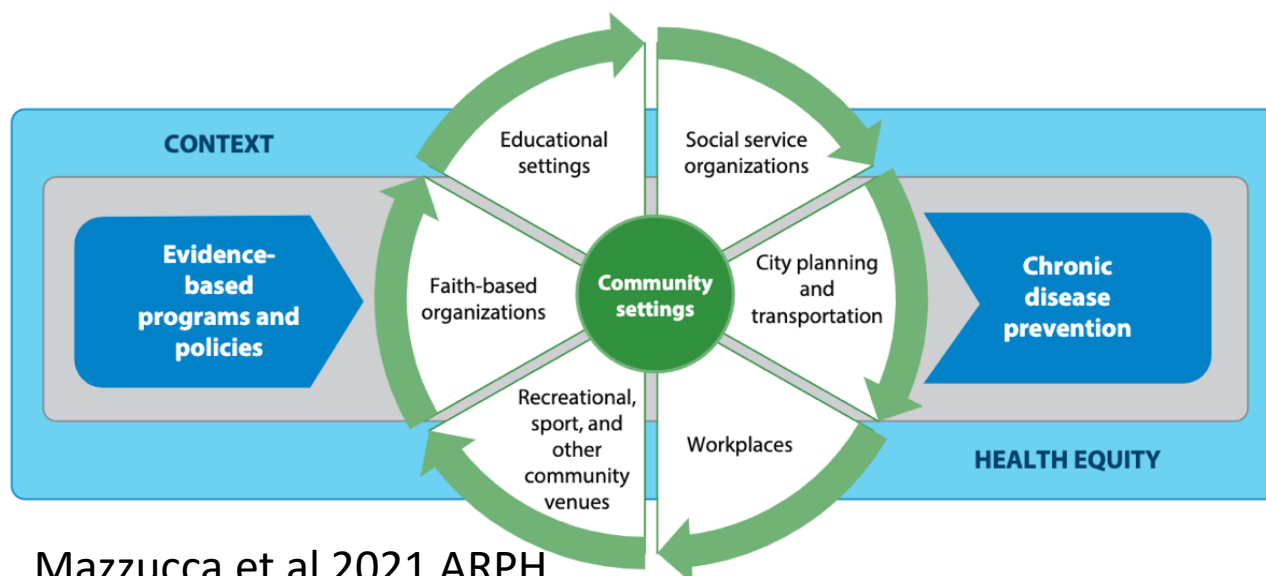 CONTEXT
Educational
settings
Social service
organizations
Evidence-
based
programs and
policies
Faith-based
organizations
Community
settings
City planning
and
transportation
Chronic
disease
prevention
Recreational,
sport, and
other
community
venues
Workplaces
HEALTH EQUITY
Mazzucca et al 2021 ARPH